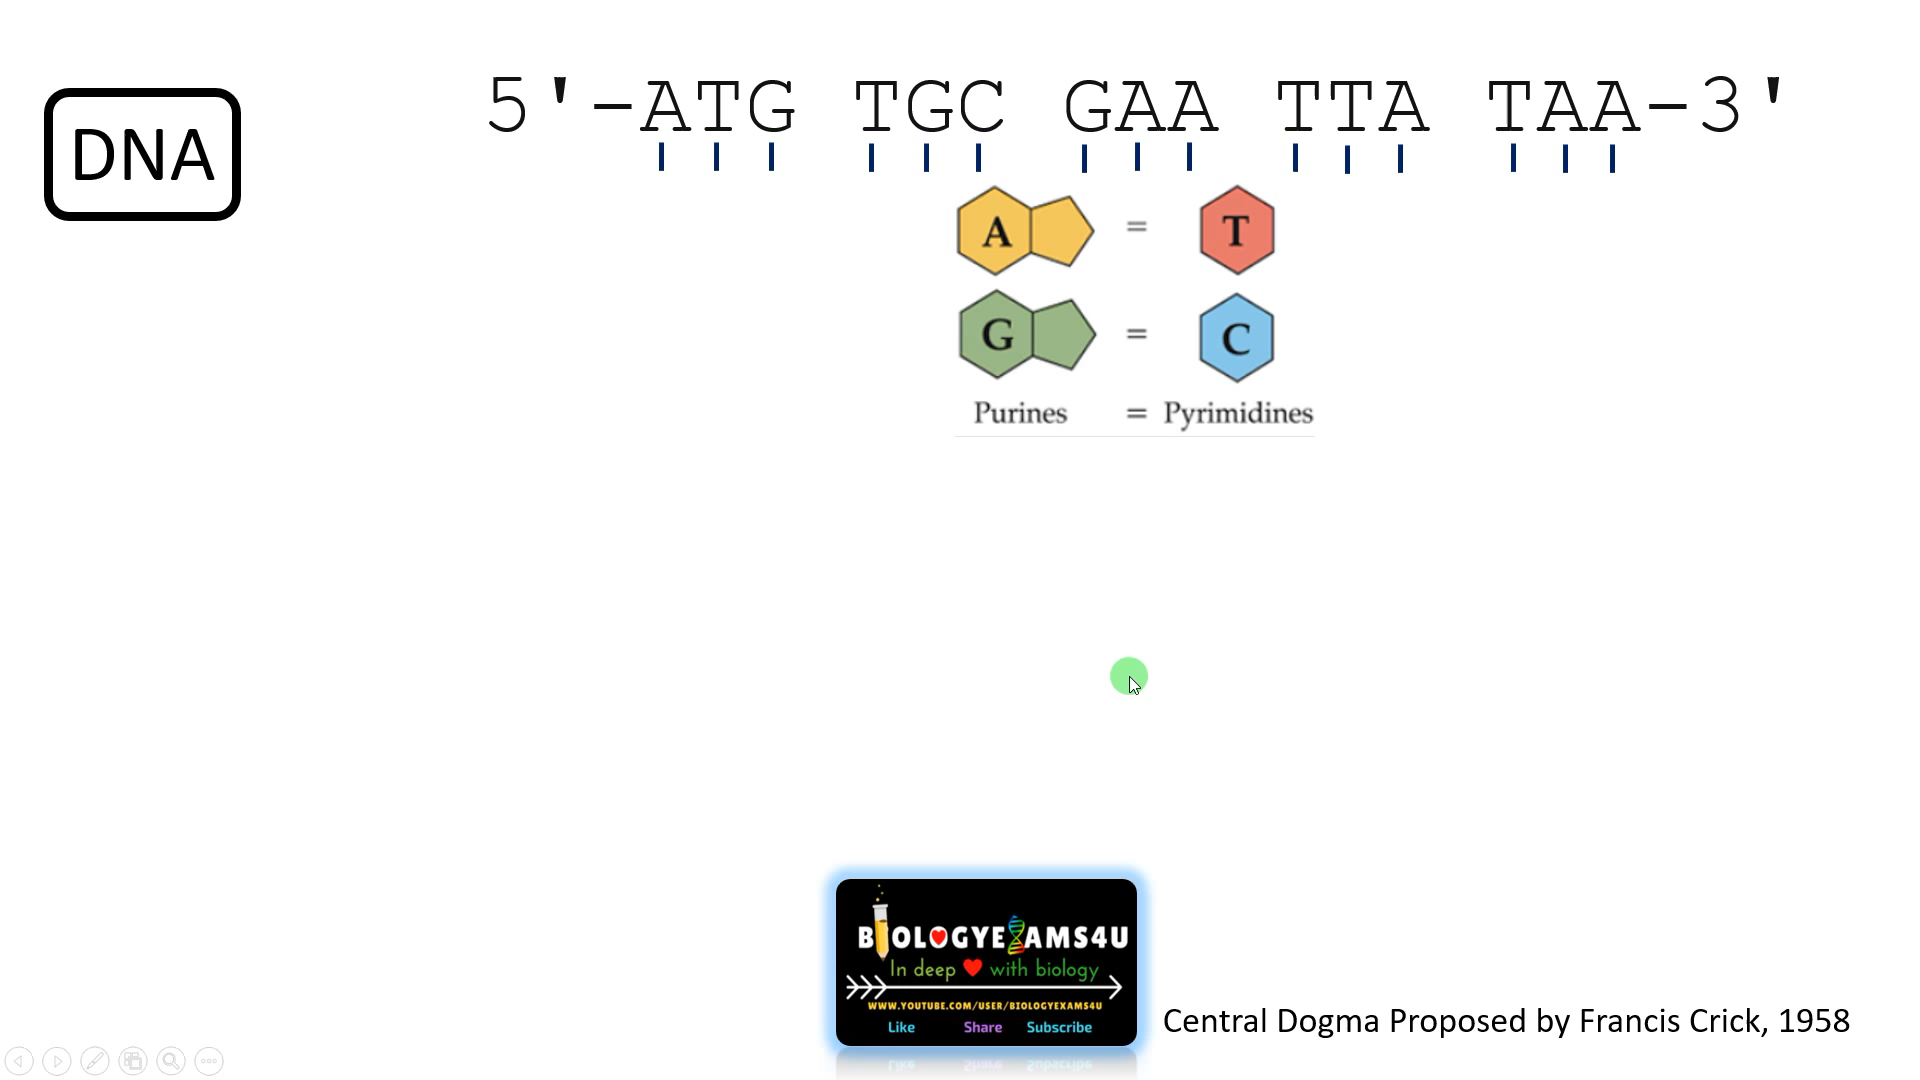 DNA
5'-ATG TGC GAA TTA TAA-3'
A = T
G = C
Purines = Pyrimidines
BIOLOGYEXAMS4U
In deep ❤ with biology
WWW.YOUTUBE.COM/USER/BIOLOGYEXAMS4U
Like Share Subscribe
Central Dogma Proposed by Francis Crick, 1958